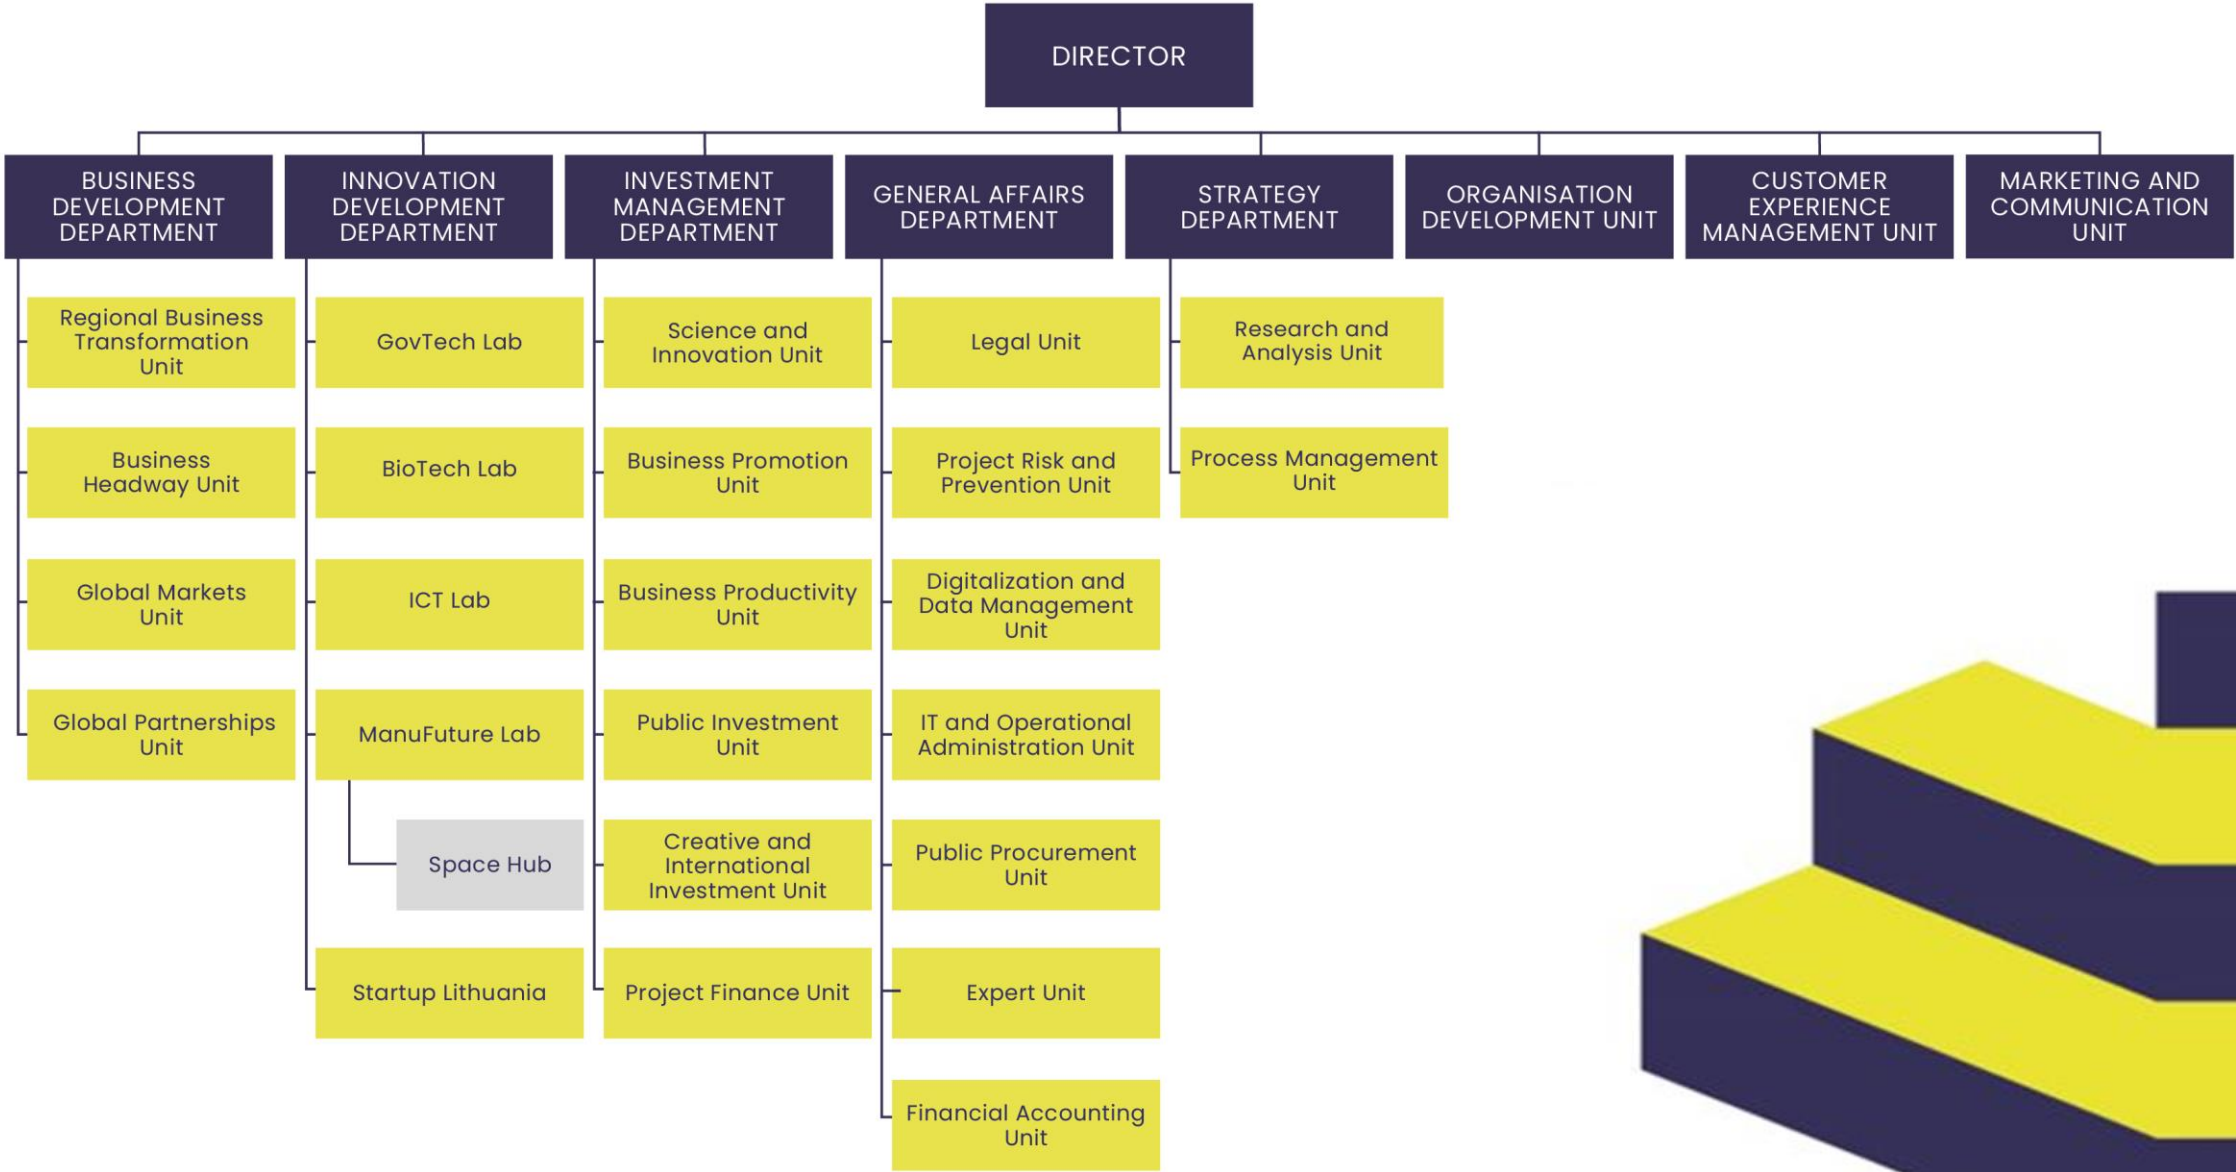 DIRECTOR
BUSINESS
DEVELOPMENT
DEPARTMENT
INNOVATION
DEVELOPMENT
DEPARTMENT
INVESTMENT
MANAGEMENT
DEPARTMENT
GENERAL AFFAIRS
DEPARTMENT
STRATEGY
DEPARTMENT
ORGANISATION
DEVELOPMENT UNIT
CUSTOMER
EXPERIENCE
MANAGEMENT UNIT
MARKETING AND
COMMUNICATION
UNIT
Regional Business
Transformation
Unit
Business
Headway Unit
Global Markets
Unit
Global Partnerships
Unit
GovTech Lab
BioTech Lab
ICT Lab
ManuFuture Lab
Space Hub
Startup Lithuania
Science and
Innovation Unit
Business Promotion
Unit
Business Productivity
Unit
Public Investment
Unit
Creative and
International
Investment Unit
Project Finance Unit
Legal Unit
Project Risk and
Prevention Unit
Digitalization and
Data Management
Unit
IT and Operational
Administration Unit
Public Procurement
Unit
Expert Unit
Financial Accounting
Unit
Research and
Analysis Unit
Process Management
Unit